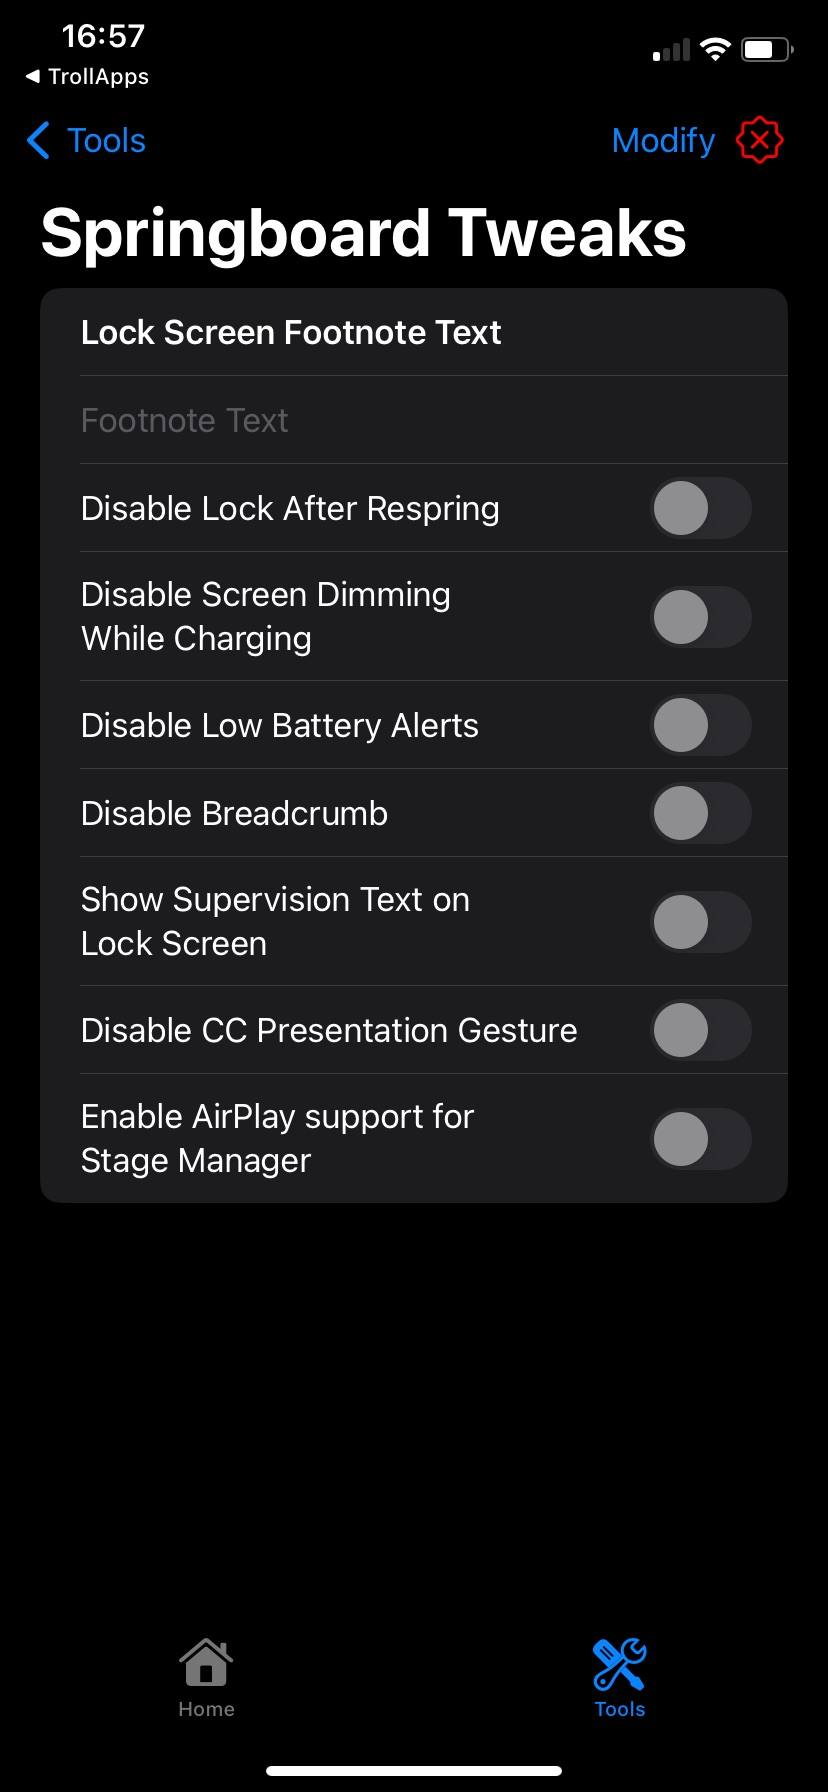 16:57
TrollApps
Tools
Modify
Springboard Tweaks
Lock Screen Footnote Text
Footnote Text
Disable Lock After Respring
Disable Screen Dimming
While Charging
Disable Low Battery Alerts
Disable Breadcrumb
Show Supervision Text on
Lock Screen
Disable CC Presentation Gesture
Enable AirPlay support for
Stage Manager
Home
Tools